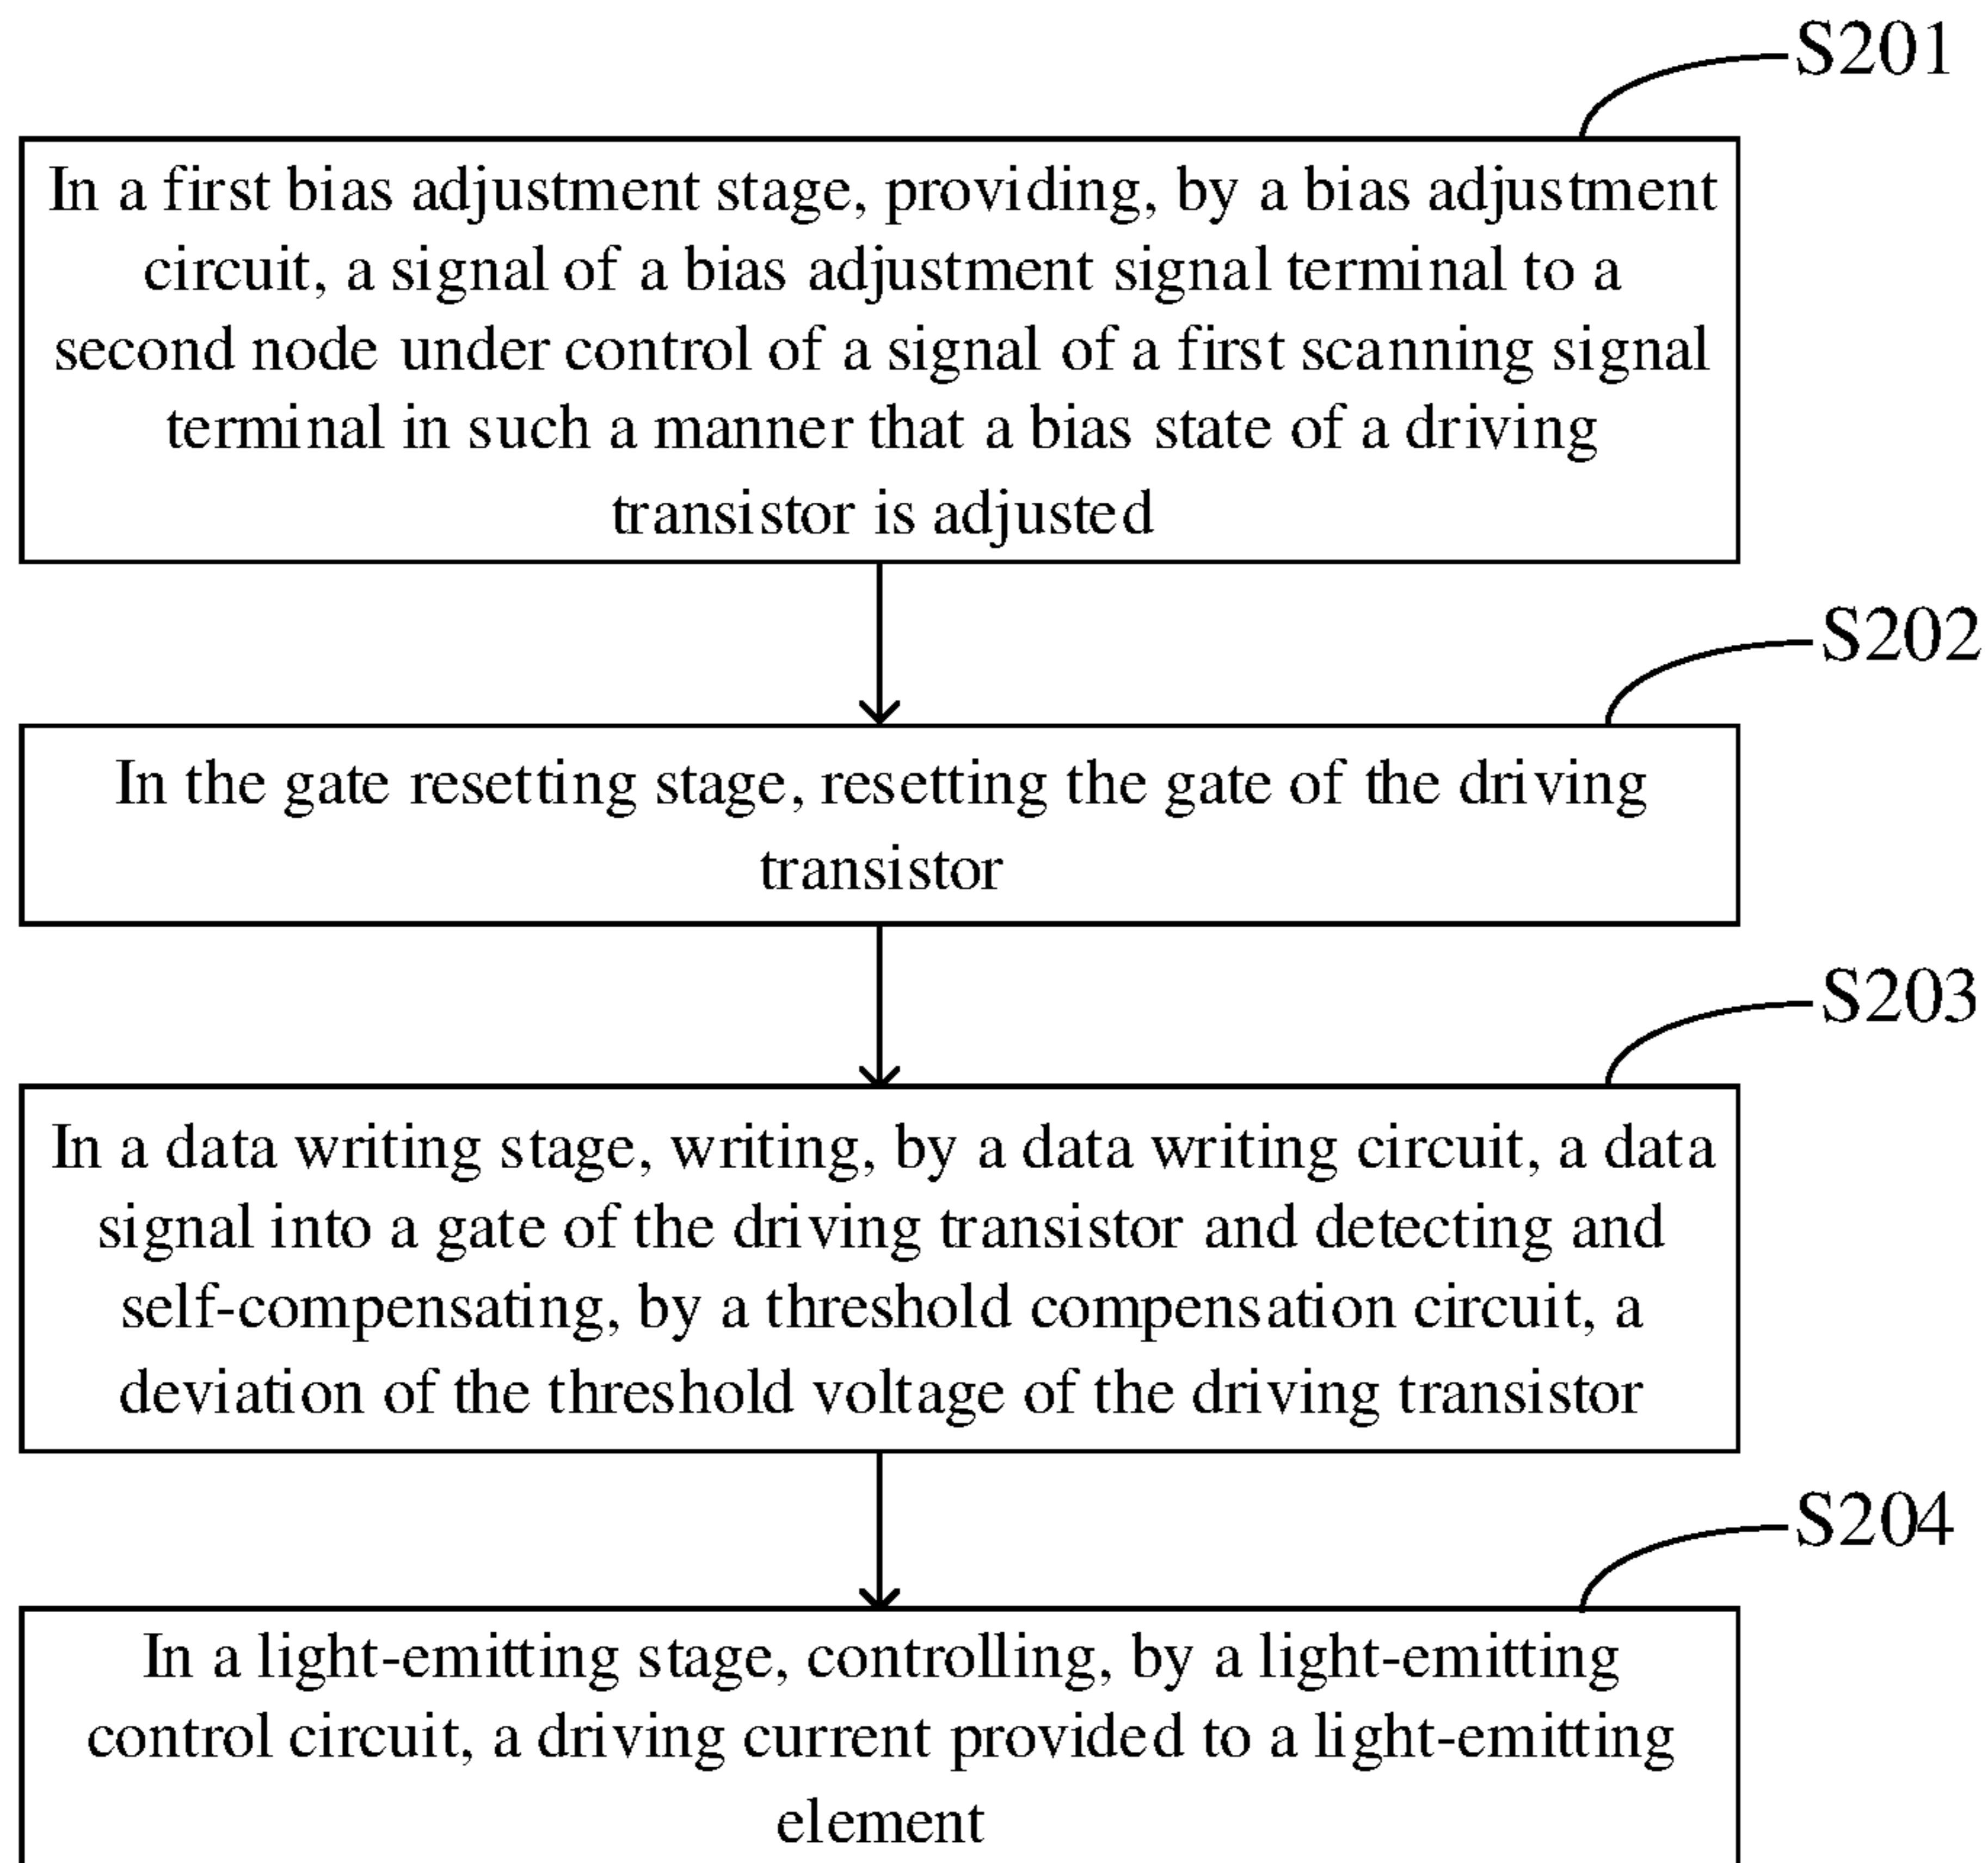 S201
In a first bias adjustment stage, providing, by a bias adjustment
circuit, a signal of a bias adjustment signal terminal to a
second node under control of a signal of a first scanning signal
terminal in such a manner that a bias state of a driving
transistor is adjusted
S202
In the gate resetting stage, resetting the gate of the driving
transistor
S203
In a data writing stage, writing, by a data writing circuit, a data
signal into a gate of the driving transistor and detecting and
self-compensating, by a threshold compensation circuit, a
deviation of the threshold voltage of the driving transistor
S204
In a light-emitting stage, controlling, by a light-emitting
control circuit, a driving current provided to a light-emitting
element